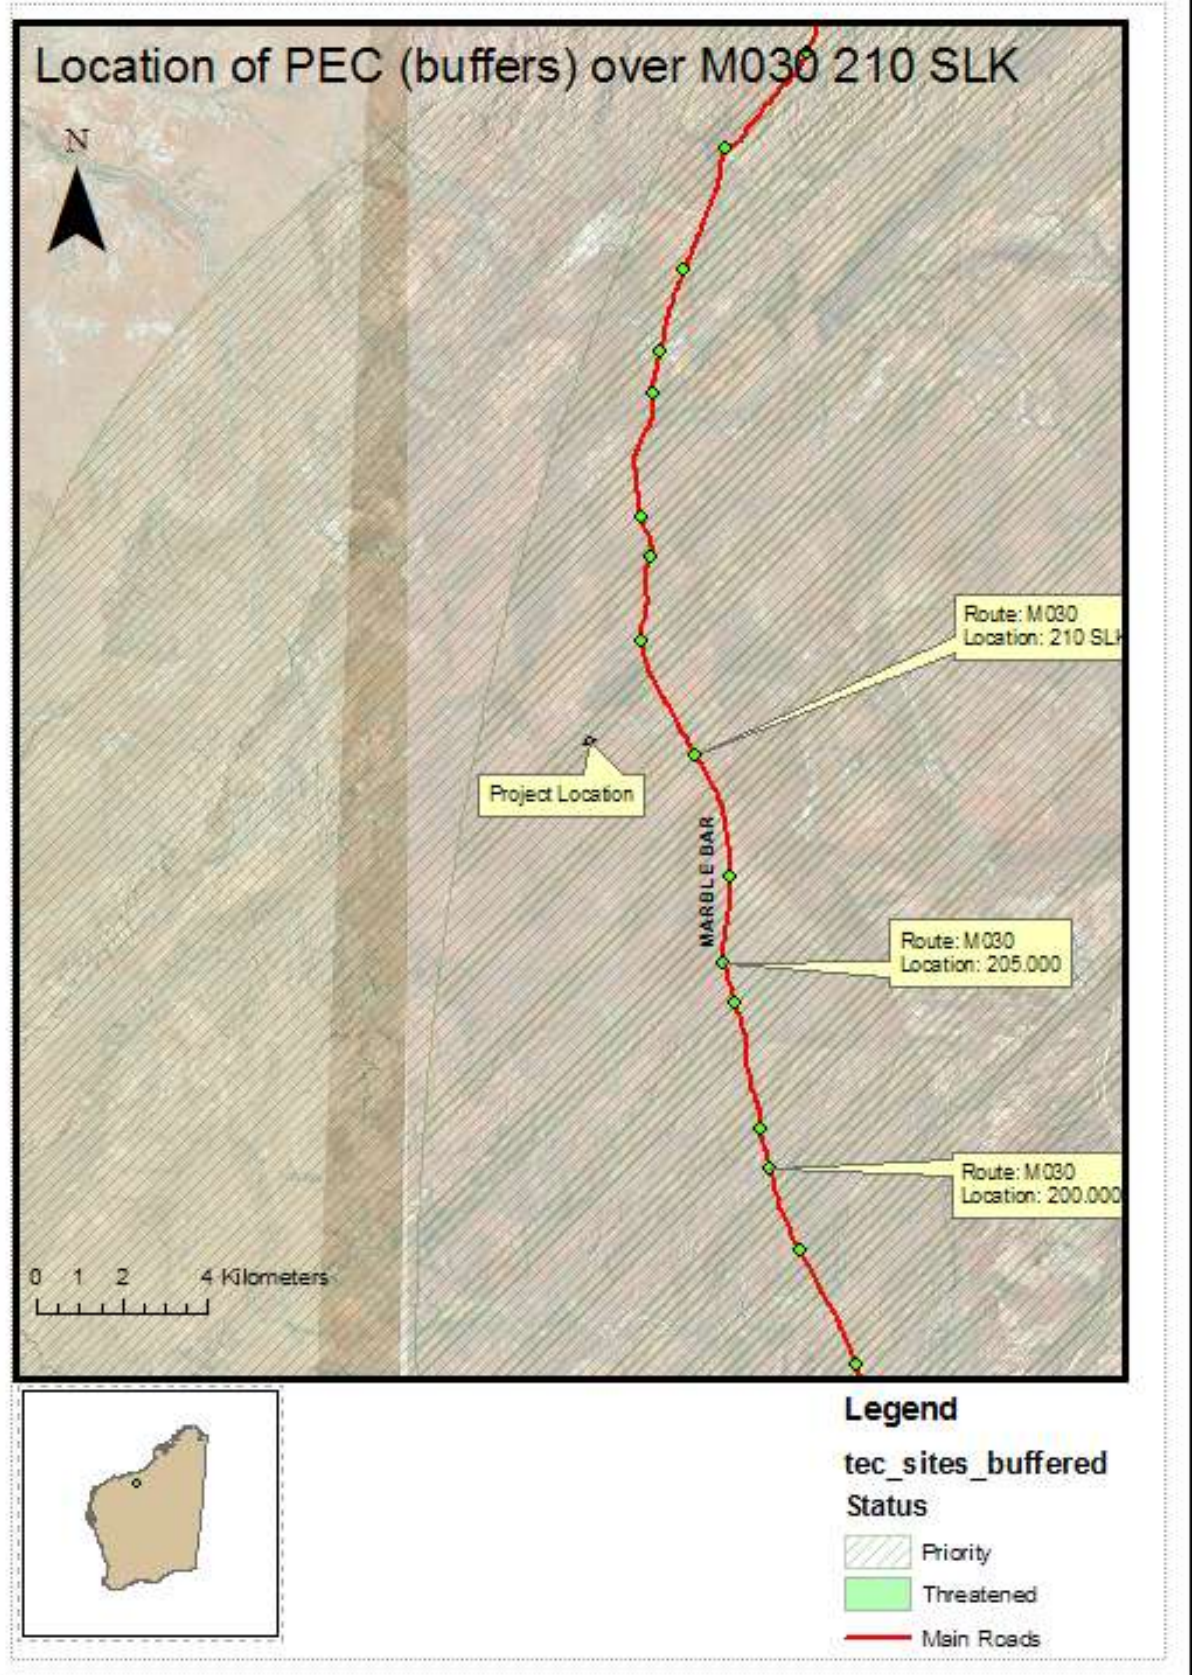 Location of PEC (buffers) over M030 210 SLK
N
Route: M030
Location: 210 SLK
Project Location
MARBLE BAR
Route: M030
Location: 205.000
Route: M030
Location: 200.000
0 1 2 4 Kilometers
Legend
tec_sites_buffered
Status
Priority
Threatened
Main Roads